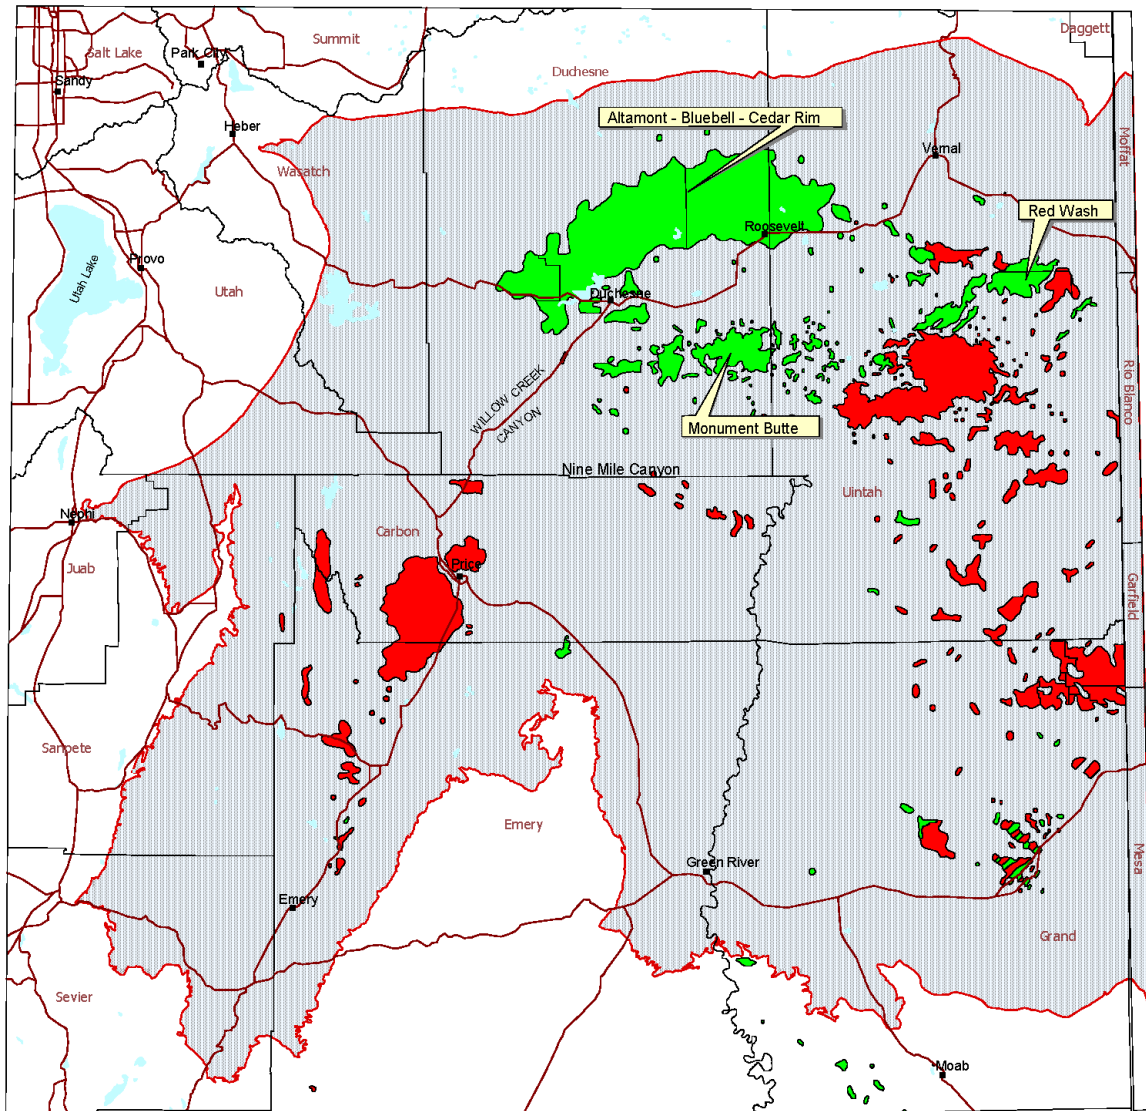 Daggett
Summit
Salt Lake
Park City
Duchesne
Sandy
Altamont - Bluebell - Cedar Rim
Heber
Moffat
Vernal
Wasatch
Red Wash
Roosevelt
Provo
Utah Lake
Utah
Duchesne
Rio Blanco
WILLOW CREEK
CANYON
Monument Butte
Nine Mile Canyon
Uintah
Nephi
Carbon
Price
Juab
Garfield
Sanpete
Emery
Mesa
Green River
Emery
Grand
Sevier
Moab